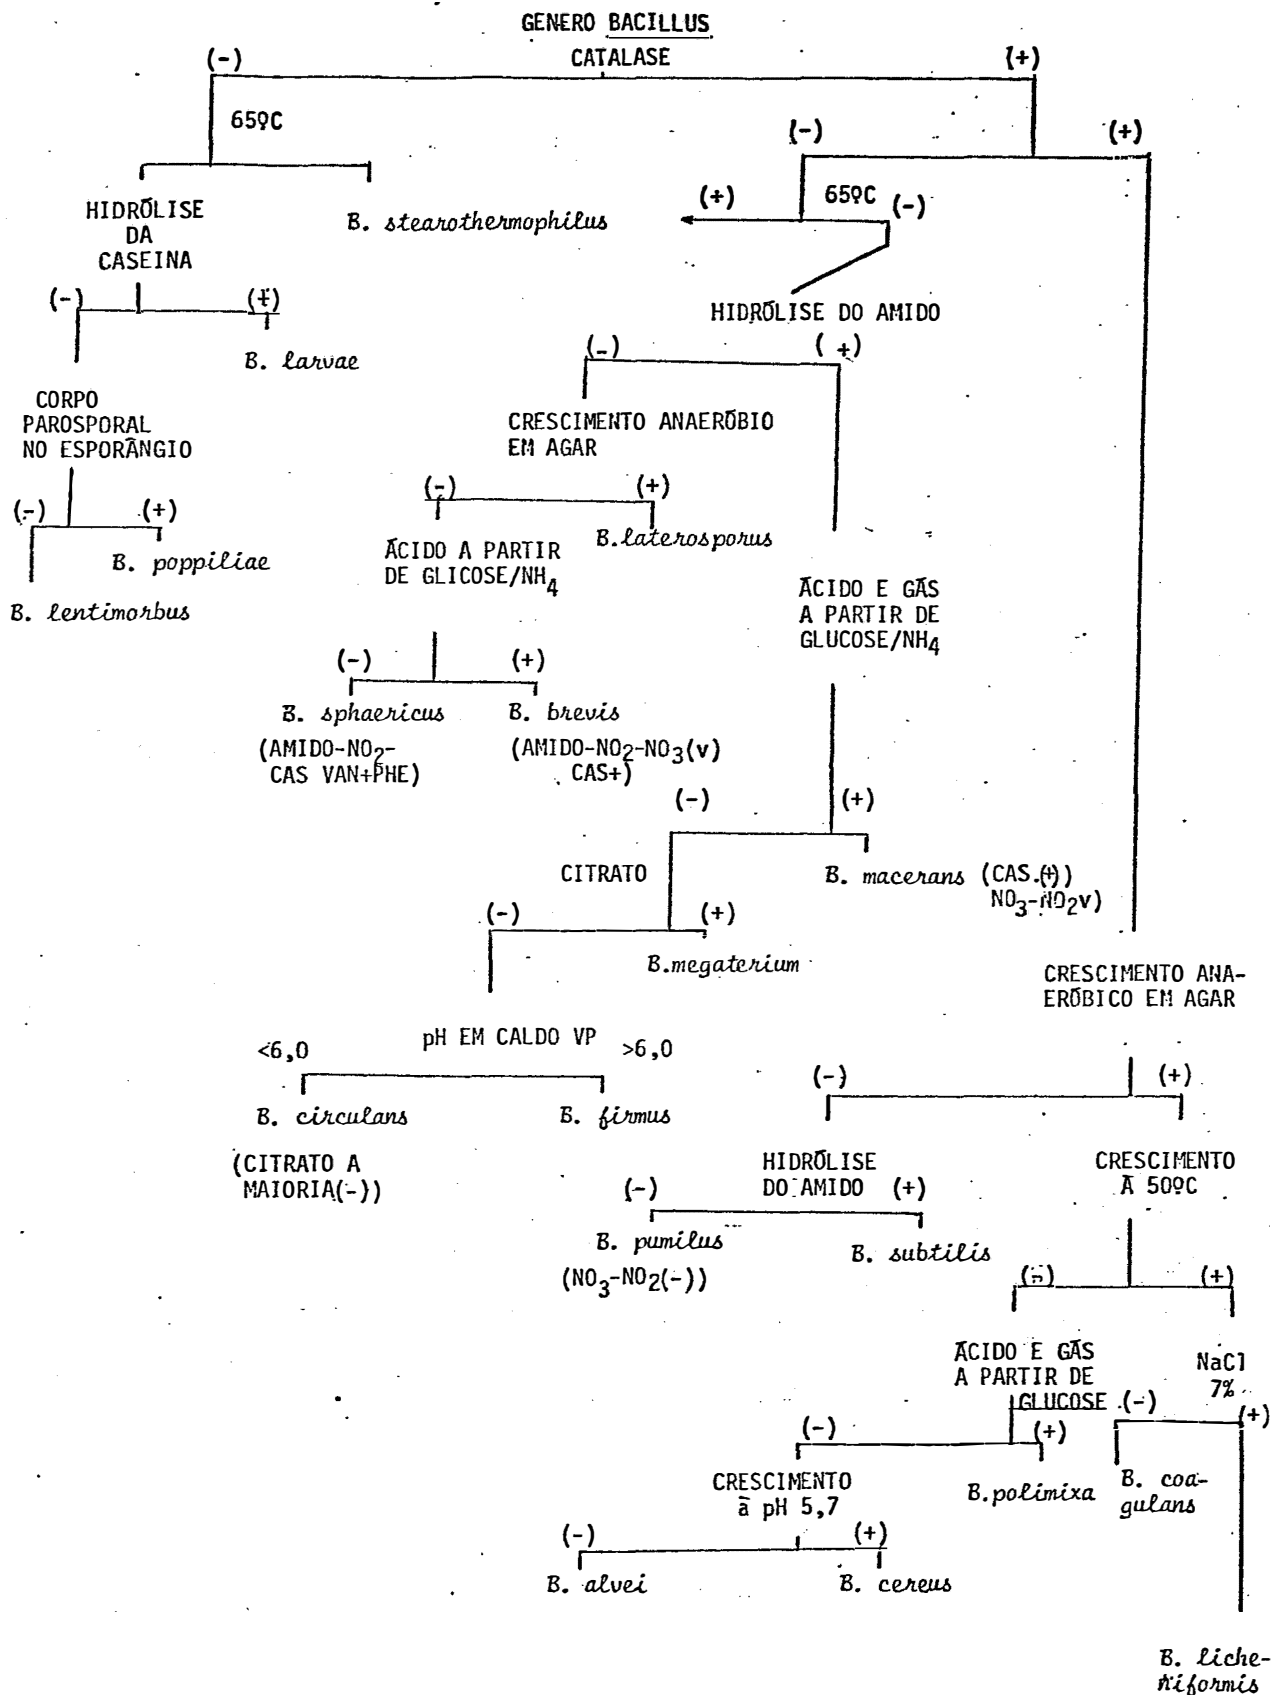 GENERO BACILLUS
CATALASE
(-)
(+)
65ºC
(-)
(+)
HIDRÓLISE
DA
CASEINA
B. stearothermophilus
(+)
65ºC
(-)
HIDRÓLISE DO AMIDO
(-)
(+)
B. larvae
(-)
(+)
CORPO
PAROSPORAL
NO ESPORÂNGIO
CRESCIMENTO ANAERÓBIO
EM AGAR
(-)
(+)
B. poppiliae
B. lentimorbus
(-)
(+)
B.laterosporus
ÁCIDO A PARTIR
DE GLICOSE/NH4
ÁCIDO E GÁS
A PARTIR DE
GLUCOSE/NH4
(-)
(+)
B. sphaericus
B. brevis
(AMIDO-NO2-
CAS VAN+PHE)
(AMIDO-NO2-NO3(v)
CAS+)
(-)
(+)
CITRATO
B. macerans (CAS.(+)
NO3-NO2v)
(-)
(+)
B.megaterium
CRESCIMENTO ANA-
ERÓBICO EM AGAR
<6,0
pH EM CALDO VP
>6,0
B. circulans
B. firmus
(CITRATO A
MAIORIA(-))
(-)
(+)
HIDRÓLISE
DO AMIDO
CRESCIMENTO
À 50ºC
(-)
(+)
B. pumilus
(NO3-NO2(-))
B. subtilis
(-)
(+)
ÁCIDO E GÁS
A PARTIR DE
GLUCOSE
NaCl
7%
(-)
(+)
(-)
(+)
CRESCIMENTO
à pH 5,7
B.polimixa
B. coa-
gulans
(-)
(+)
B. alvei
B. cereus
B. liche-
niformis